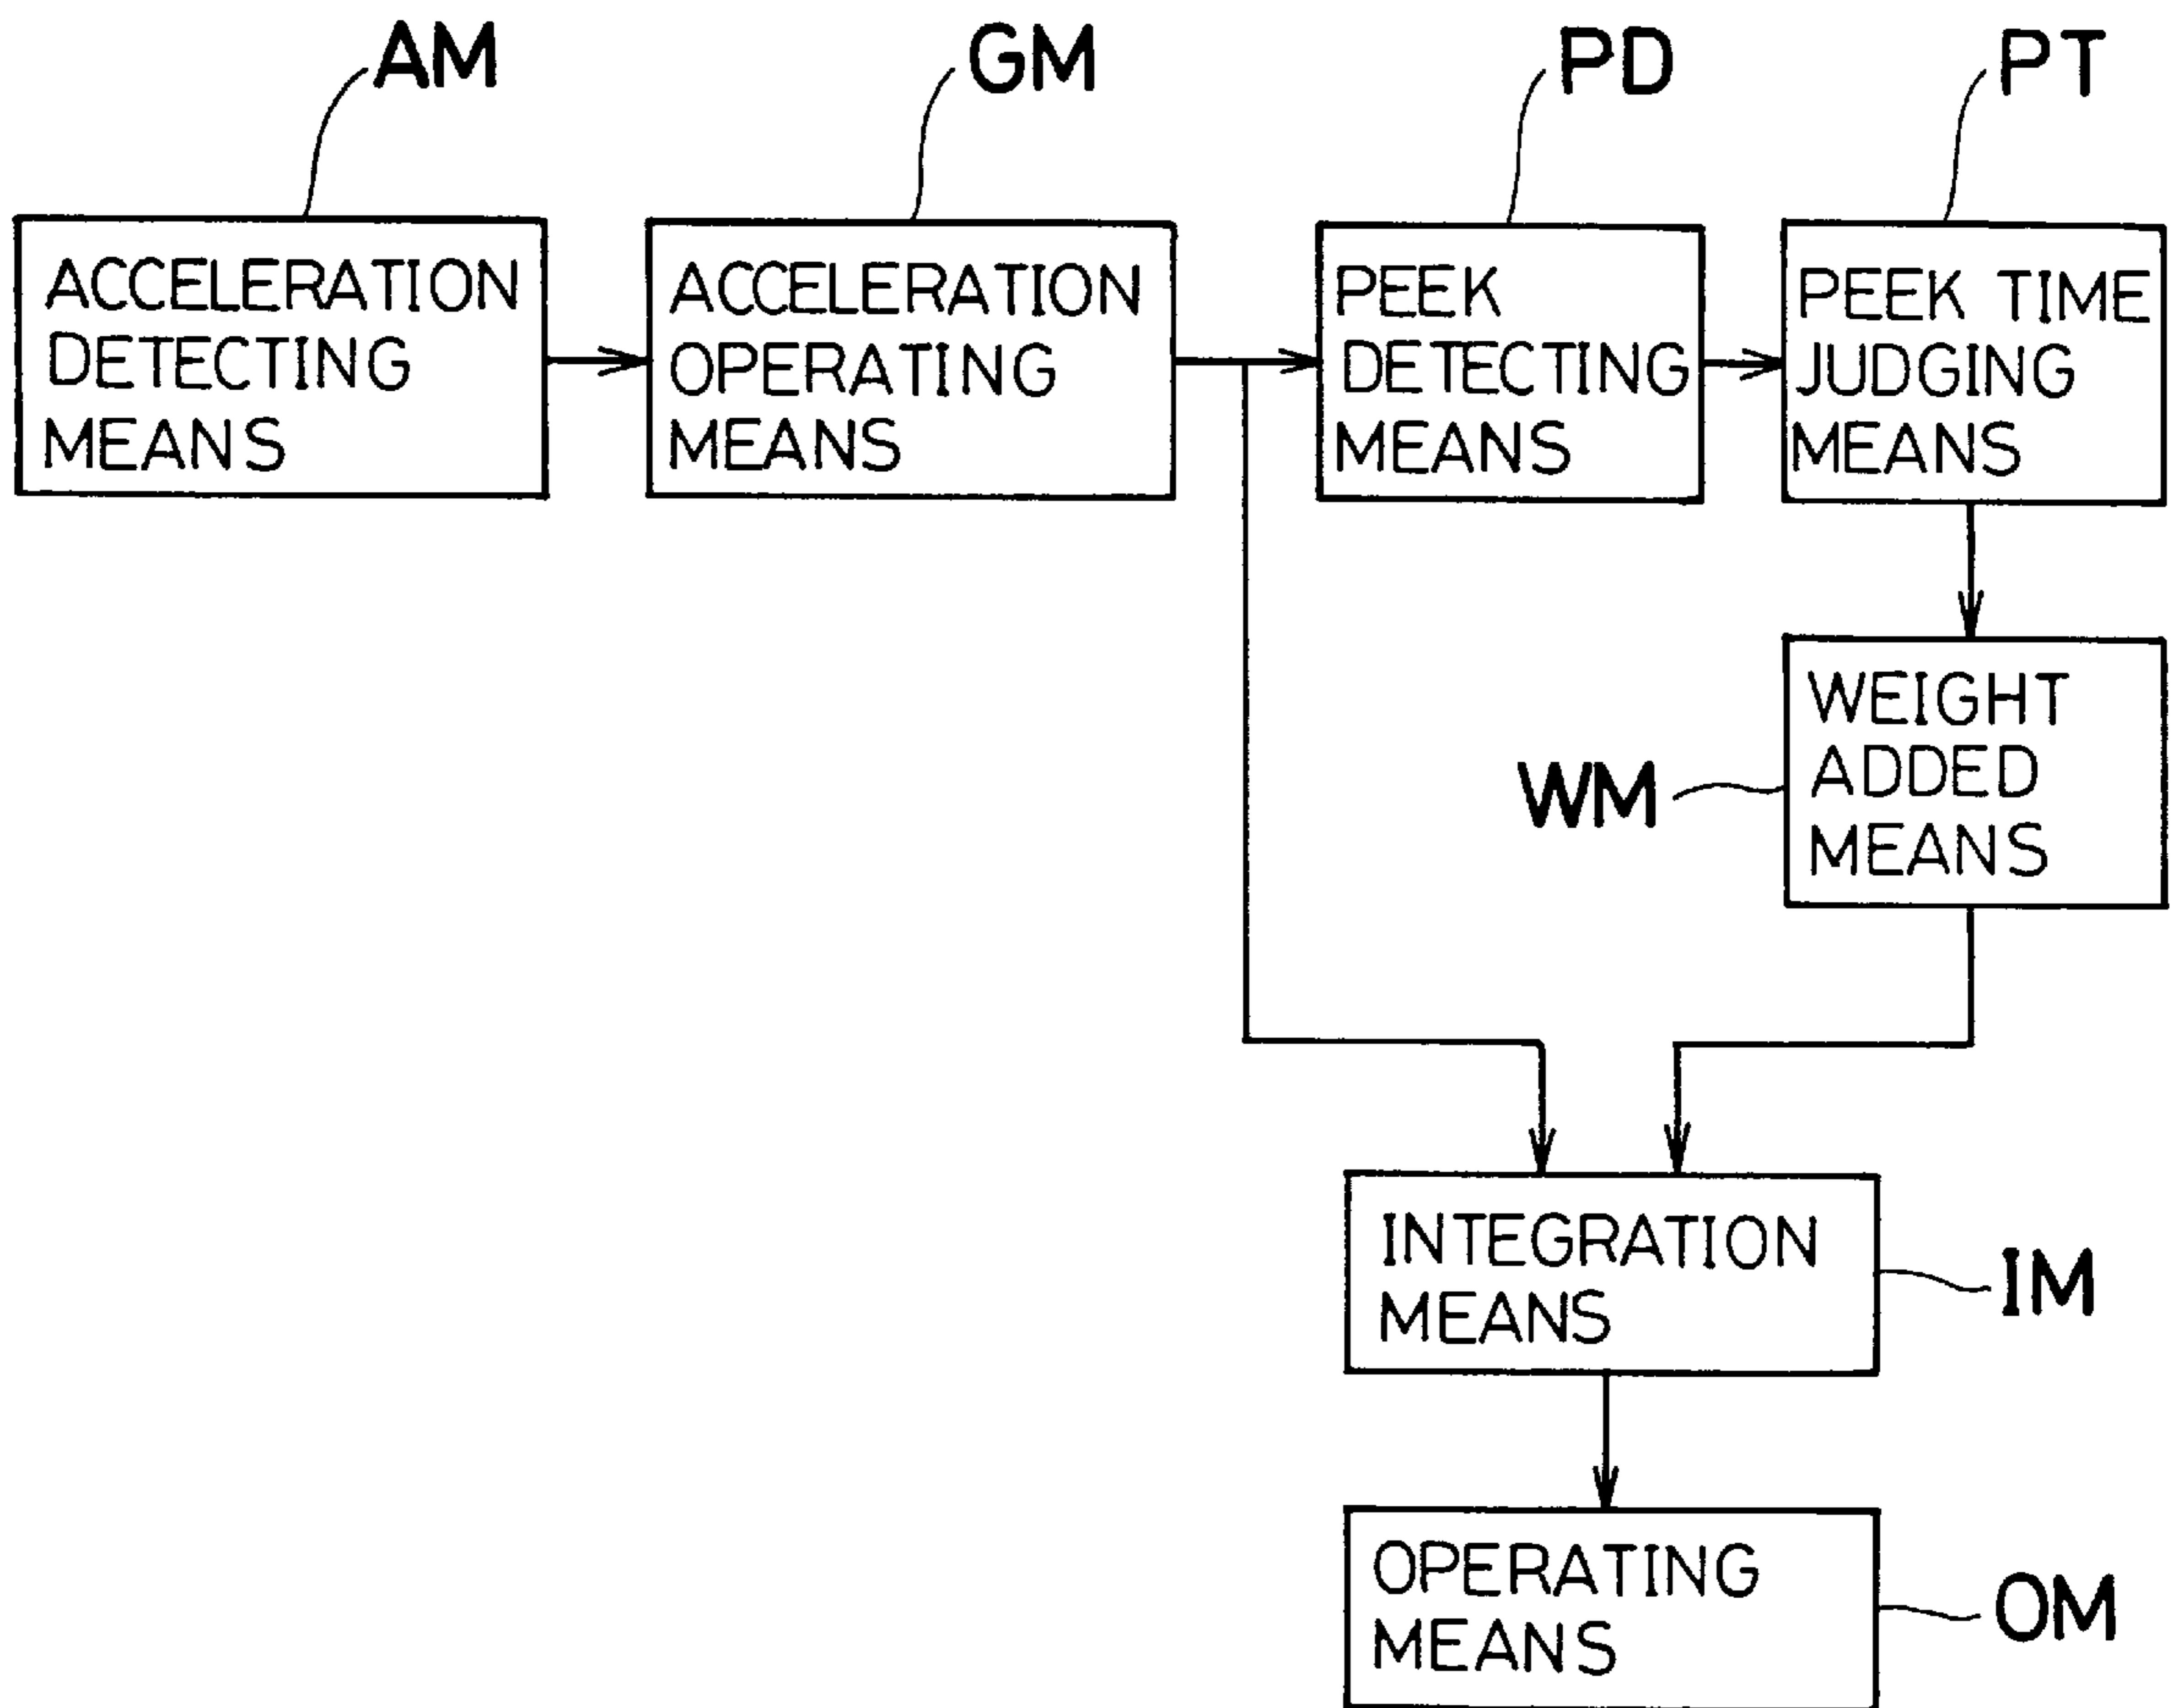 AM
GM
PD
PT
ACCELERATION
DETECTING
MEANS
ACCELERATION
OPERATING
MEANS
PEEK
DETECTING
MEANS
PEEK TIME
JUDGING
MEANS
WEIGHT
ADDED
MEANS
WM
INTEGRATION
MEANS
IM
OPERATING
MEANS
OM